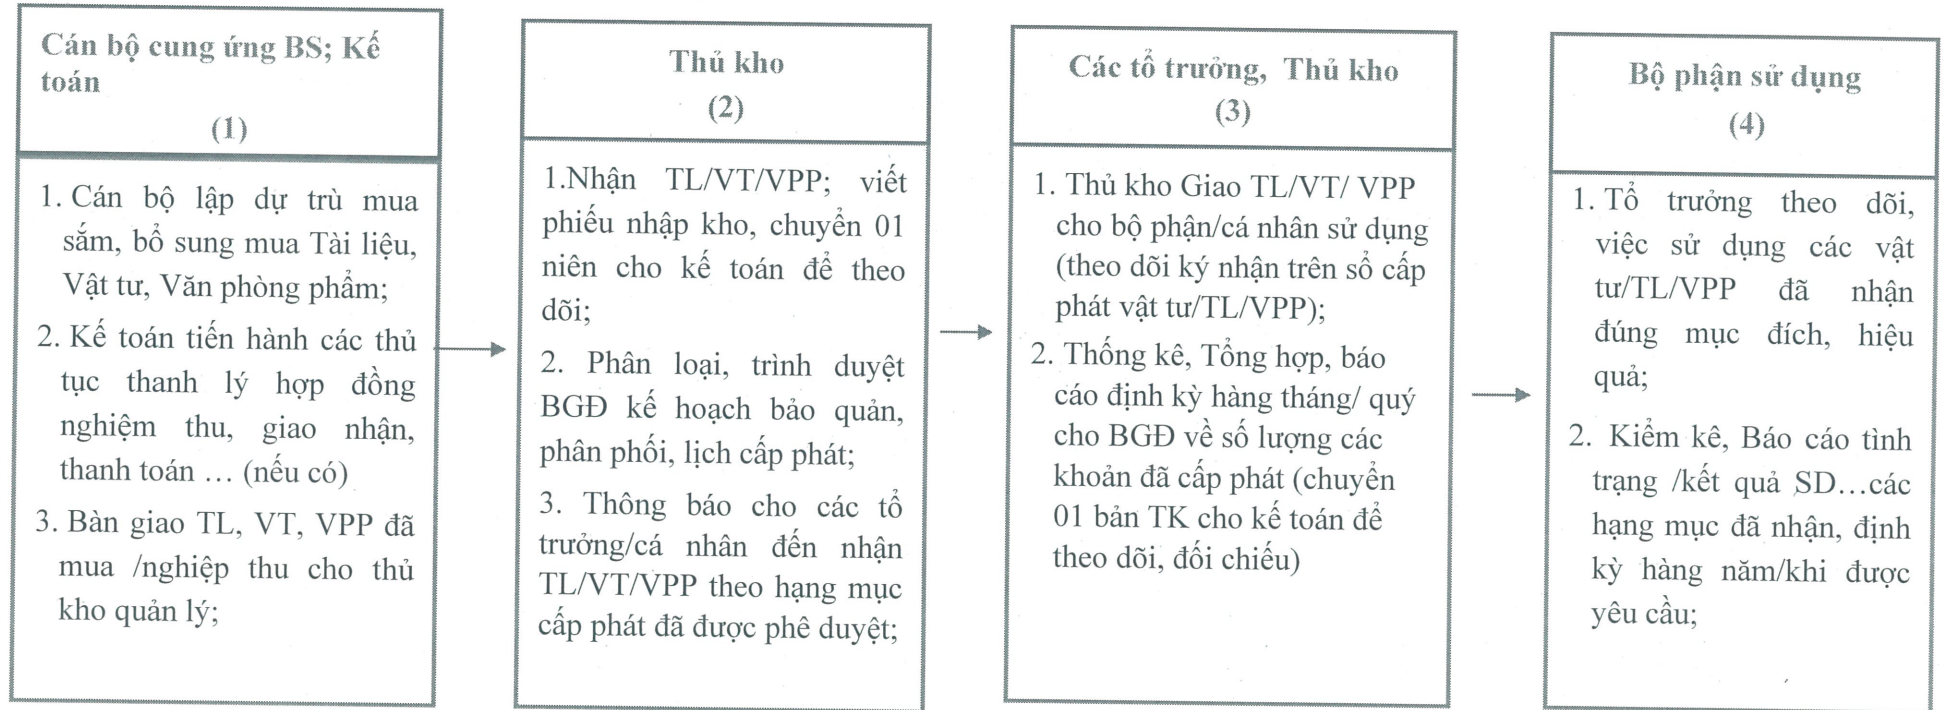 Cán bộ cung ứng BS; Kế
toán
(1)
1. Cán bộ lập dự trù mua
sắm, bổ sung mua Tài liệu,
Vật tư, Văn phòng phẩm;
2. Kế toán tiến hành các thủ
tục thanh lý hợp đồng
nghiệm thu, giao nhận,
thanh toán … (nếu có)
3. Bàn giao TL, VT, VPP đã
mua /nghiệp thu cho thủ
kho quản lý;
Thủ kho
(2)
1.Nhận TL/VT/VPP; viết
phiếu nhập kho, chuyển 01
niên cho kế toán để theo
dõi;
2. Phân loại, trình duyệt
BGĐ kế hoạch bảo quản,
phân phối, lịch cấp phát;
3. Thông báo cho các tổ
trưởng/cá nhân đến nhận
TL/VT/VPP theo hạng mục
cấp phát đã được phê duyệt;
Các tổ trưởng, Thủ kho
(3)
1. Thủ kho Giao TL/VT/ VPP
cho bộ phận/cá nhân sử dụng
(theo dõi ký nhận trên sổ cấp
phát vật tư/TL/VPP);
2. Thống kê, Tổng hợp, báo
cáo định kỳ hàng tháng/ quý
cho BGĐ về số lượng các
khoản đã cấp phát (chuyển
01 bản TK cho kế toán để
theo dõi, đối chiếu)
Bộ phận sử dụng
(4)
1. Tổ trưởng theo dõi,
việc sử dụng các vật
tư/TL/VPP đã nhận
đúng mục đích, hiệu
quả;
2. Kiểm kê, Báo cáo tình
trạng /kết quả SD…các
hạng mục đã nhận, định
kỳ hàng năm/khi được
yêu cầu;